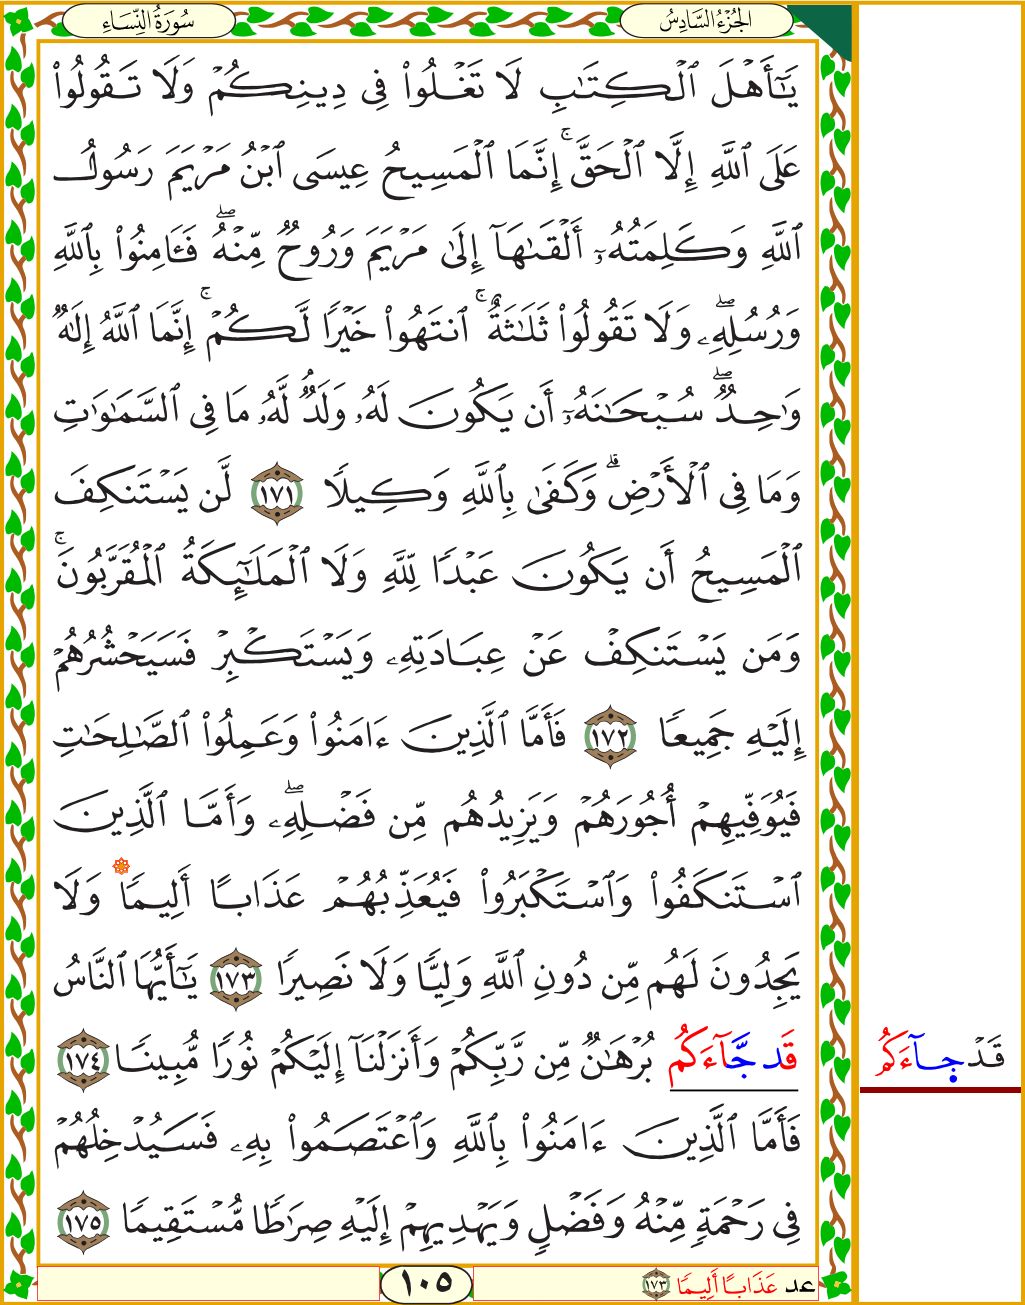 الجُزْءُ السَّادِسُ
سُورَةُ النِّسَاءِ
يَٰٓأَهْلَ ٱلْكِتَٰبِ لَا تَغْلُوا۟ فِى دِينِكُمْ وَلَا تَقُولُوا۟
عَلَى ٱللَّهِ إِلَّا ٱلْحَقَّ ۚ إِنَّمَا ٱلْمَسِيحُ عِيسَى ٱبْنُ مَرْيَمَ رَسُولُ
ٱللَّهِ وَكَلِمَتُهُۥٓ أَلْقَىٰهَآ إِلَىٰ مَرْيَمَ وَرُوحٌ مِّنْهُ ۖ فَـَٔامِنُوا۟ بِٱللَّهِ
وَرُسُلِهِۦ ۖ وَلَا تَقُولُوا۟ ثَلَٰثَةٌ ۚ ٱنتَهُوا۟ خَيْرًا لَّكُمْ ۚ إِنَّمَا ٱللَّهُ إِلَٰهٌ
وَٰحِدٌ ۖ سُبْحَٰنَهُۥٓ أَن يَكُونَ لَهُۥ وَلَدٌ ۘ لَّهُۥ مَا فِى ٱلسَّمَٰوَٰتِ
وَمَا فِى ٱلْأَرْضِ ۗ وَكَفَىٰ بِٱللَّهِ وَكِيلًا ١٧١ لَّن يَسْتَنكِفَ
ٱلْمَسِيحُ أَن يَكُونَ عَبْدًا لِّلَّهِ وَلَا ٱلْمَلَٰٓئِكَةُ ٱلْمُقَرَّبُونَ ۚ
وَمَن يَسْتَنكِفْ عَنْ عِبَادَتِهِۦ وَيَسْتَكْبِرْ فَسَيَحْشُرُهُمْ
إِلَيْهِ جَمِيعًا ١٧٢ فَأَمَّا ٱلَّذِينَ ءَامَنُوا۟ وَعَمِلُوا۟ ٱلصَّٰلِحَٰتِ
فَيُوَفِّيهِمْ أُجُورَهُمْ وَيَزِيدُهُم مِّن فَضْلِهِۦ ۖ وَأَمَّا ٱلَّذِينَ
ٱسْتَنكَفُوا۟ وَٱسْتَكْبَرُوا۟ فَيُعَذِّبُهُمْ عَذَابًا أَلِيمًا وَلَا
يَجِدُونَ لَهُم مِّن دُونِ ٱللَّهِ وَلِيًّا وَلَا نَصِيرًا ١٧٣ يَٰٓأَيُّهَا ٱلنَّاسُ
قَد جَّآءَكُم بُرْهَٰنٌ مِّن رَّبِّكُمْ وَأَنزَلْنَآ إِلَيْكُمْ نُورًا مُّبِينًا ١٧٤
قَدْ جَآءَكُم
فَأَمَّا ٱلَّذِينَ ءَامَنُوا۟ بِٱللَّهِ وَٱعْتَصَمُوا۟ بِهِۦ فَسَيُدْخِلُهُمْ
فِى رَحْمَةٍ مِّنْهُ وَفَضْلٍ وَيَهْدِيهِمْ إِلَيْهِ صِرَٰطًا مُّسْتَقِيمًا ١٧٥
عد عَذَابًا أَلِيمًا ١٧٣
١٠٥